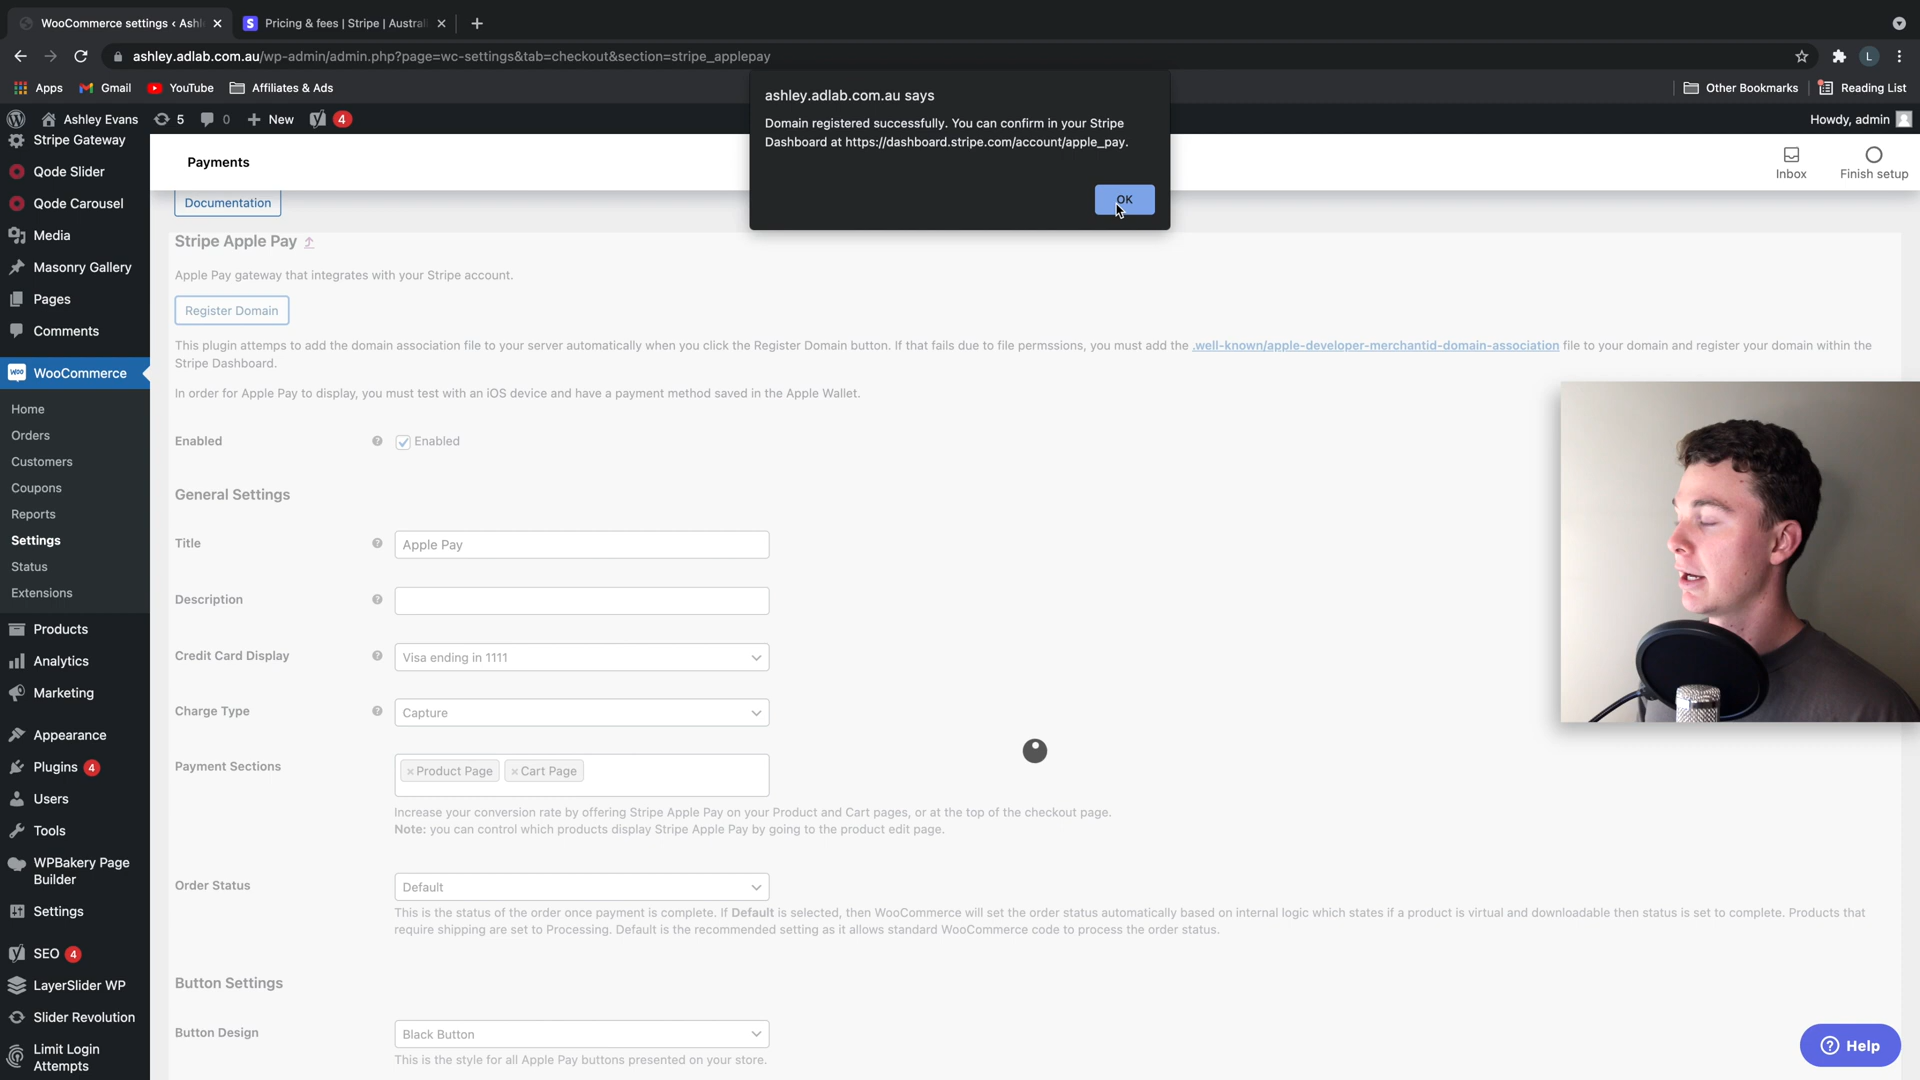 WooCommerce settings ‹ Ash
Pricing & fees | Stripe | Austral
ashley.adlab.com.au/wp-admin/admin.php?page=wc-settings&tab=checkout&section=stripe_applepay
L
Apps
Gmail
YouTube
Affiliates & Ads
Other Bookmarks
Reading List
Ashley Evans
5
0
New
4
Howdy, admin
ashley.adlab.com.au says
Domain registered successfully. You can confirm in your Stripe
Dashboard at https://dashboard.stripe.com/account/apple_pay.
OK
Payments
Inbox
Finish setup
Stripe Gateway
Qode Slider
Qode Carousel
Media
Masonry Gallery
Pages
Comments
WooCommerce
Home
Orders
Customers
Coupons
Reports
Settings
Status
Extensions
Products
Analytics
Marketing
Appearance
Plugins 4
Users
Tools
WPBakery Page
Builder
Settings
SEO 4
LayerSlider WP
Slider Revolution
Limit Login
Attempts
Documentation
Stripe Apple Pay
Apple Pay gateway that integrates with your Stripe account.
Register Domain
This plugin attemps to add the domain association file to your server automatically when you click the Register Domain button. If that fails due to file permssions, you must add the .well-known/apple-developer-merchantid-domain-association file to your domain and register your domain within the
Stripe Dashboard.
In order for Apple Pay to display, you must test with an iOS device and have a payment method saved in the Apple Wallet.
Enabled
Enabled
General Settings
Title
Apple Pay
Description
Credit Card Display
Visa ending in 1111
Charge Type
Capture
Payment Sections
×Product Page ×Cart Page
Increase your conversion rate by offering Stripe Apple Pay on your Product and Cart pages, or at the top of the checkout page.
Note: you can control which products display Stripe Apple Pay by going to the product edit page.
Order Status
Default
This is the status of the order once payment is complete. If Default is selected, then WooCommerce will set the order status automatically based on internal logic which states if a product is virtual and downloadable then status is set to complete. Products that
require shipping are set to Processing. Default is the recommended setting as it allows standard WooCommerce code to process the order status.
Button Settings
Button Design
Black Button
This is the style for all Apple Pay buttons presented on your store.
Help